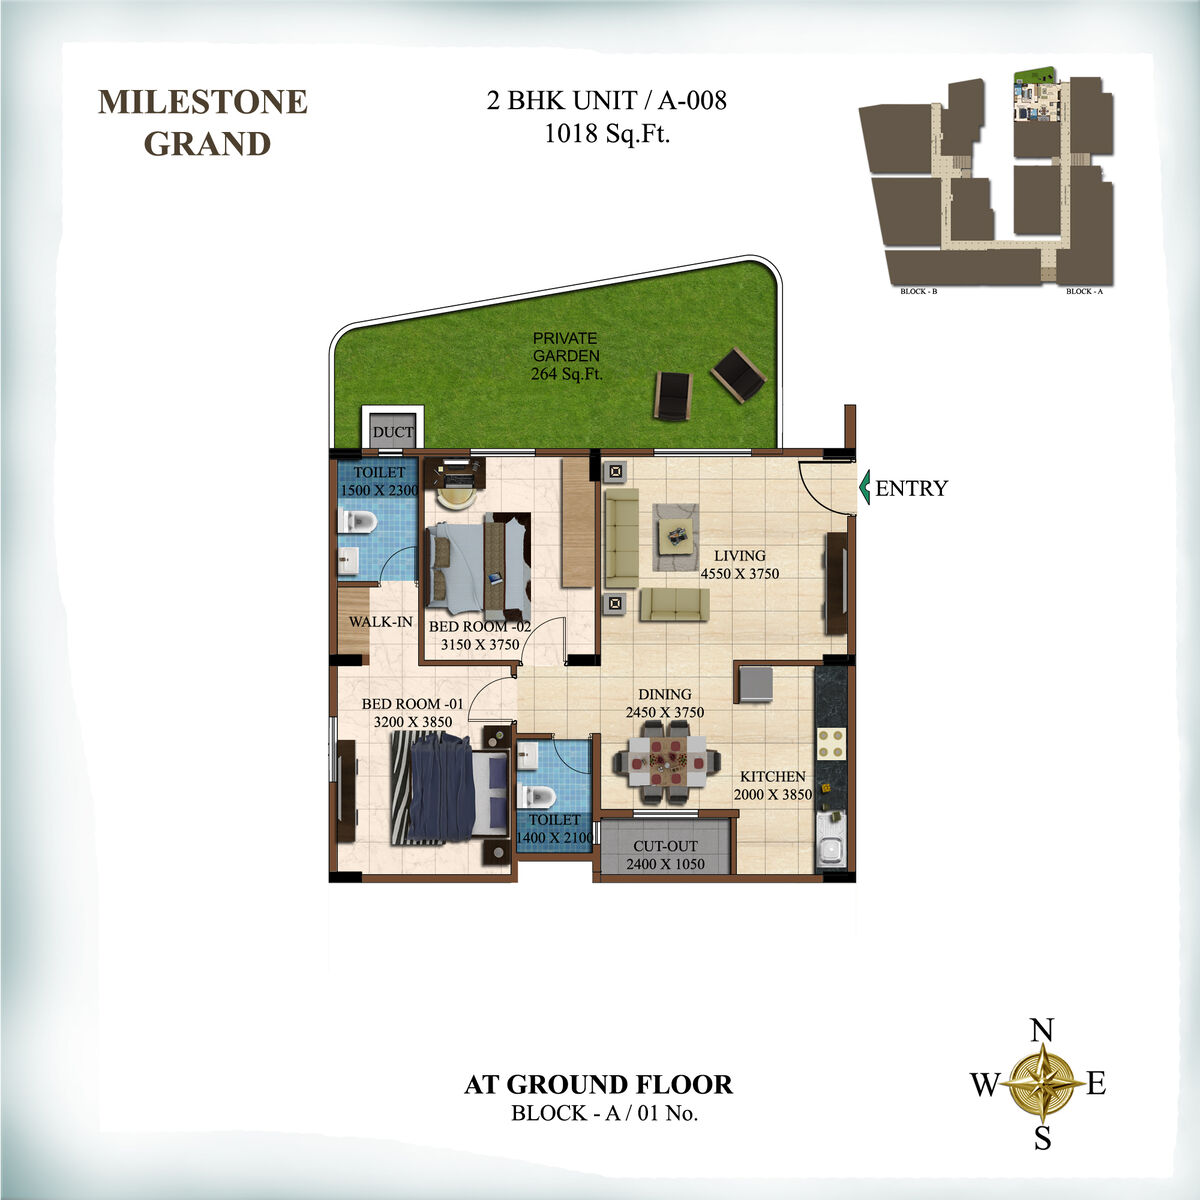 MILESTONE
GRAND
2 BHK UNIT / A-008
1018 Sq.Ft.
BLOCK - B
BLOCK - A
PRIVATE
GARDEN
264 Sq.Ft.
DUCT
TOILET
1500 X 2300
ENTRY
LIVING
4550 X 3750
WALK-IN
BED ROOM -02
3150 X 3750
BED ROOM -01
3200 X 3850
DINING
2450 X 3750
KITCHEN
2000 X 3850
TOILET
1400 X 2100
CUT-OUT
2400 X 1050
AT GROUND FLOOR
BLOCK - A / 01 No.
N
W
E
S